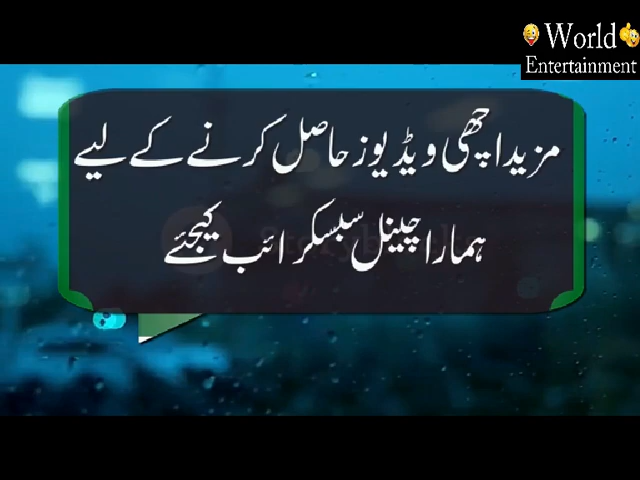 World
Entertainment
مزید اچھی ویڈیوز حاصل کرنے کے لیے
ہمارا چینل سبسکرائب کیجئے